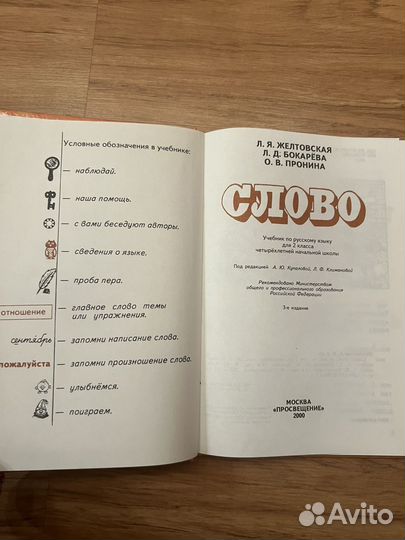 Условные обозначения в учебнике:
— наблюдай.
— наша помощь.
— с вами беседуют авторы.
— сведения о языке.
— проба пера.
отношение — главное слово темы
или упражнения.
сентябрь — запомни написание слова.
пожалуйста — запомни произношение слова.
— улыбнёмся.
— поиграем.
Л. Я. ЖЕЛТОВСКАЯ
Л. Д. БОКАРЁВА
О. В. ПРОНИНА
СЛОВО
Учебник по русскому языку
для 2 класса
четырёхлетней начальной школы
Под редакцией А. Ю. Купаловой, Л. Ф. Климановой
Рекомендовано Министерством
общего и профессионального образования
Российской Федерации
3-е издание
МОСКВА
«ПРОСВЕЩЕНИЕ»
2000
Avito